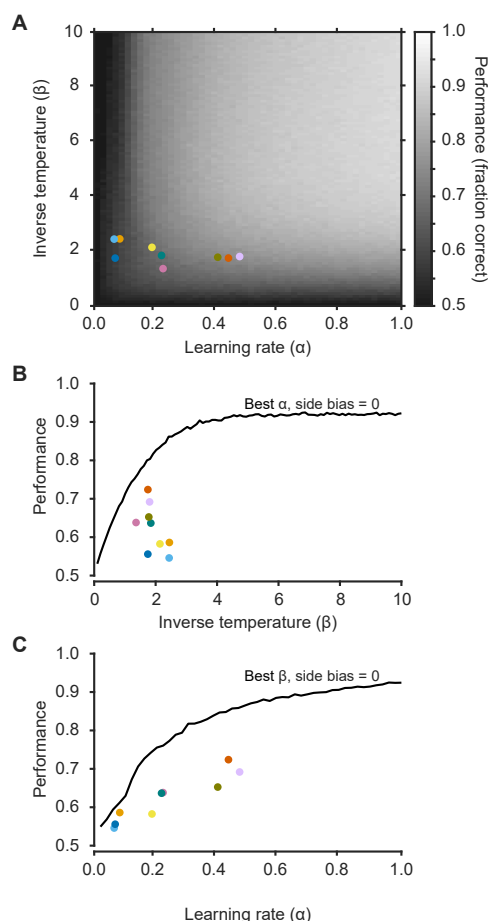 A
10
8
6
4
2
0
Inverse temperature (β)
0.0 0.2 0.4 0.6 0.8 1.0
Learning rate (α)
1.0
0.9
0.8
0.7
0.6
0.5
Performance (fraction correct)
B
1.0
0.9
0.8
0.7
0.6
0.5
Performance
Best α, side bias = 0
0 2 4 6 8 10
Inverse temperature (β)
C
1.0
0.9
0.8
0.7
0.6
0.5
Performance
Best β, side bias = 0
0.0 0.2 0.4 0.6 0.8 1.0
Learning rate (α)